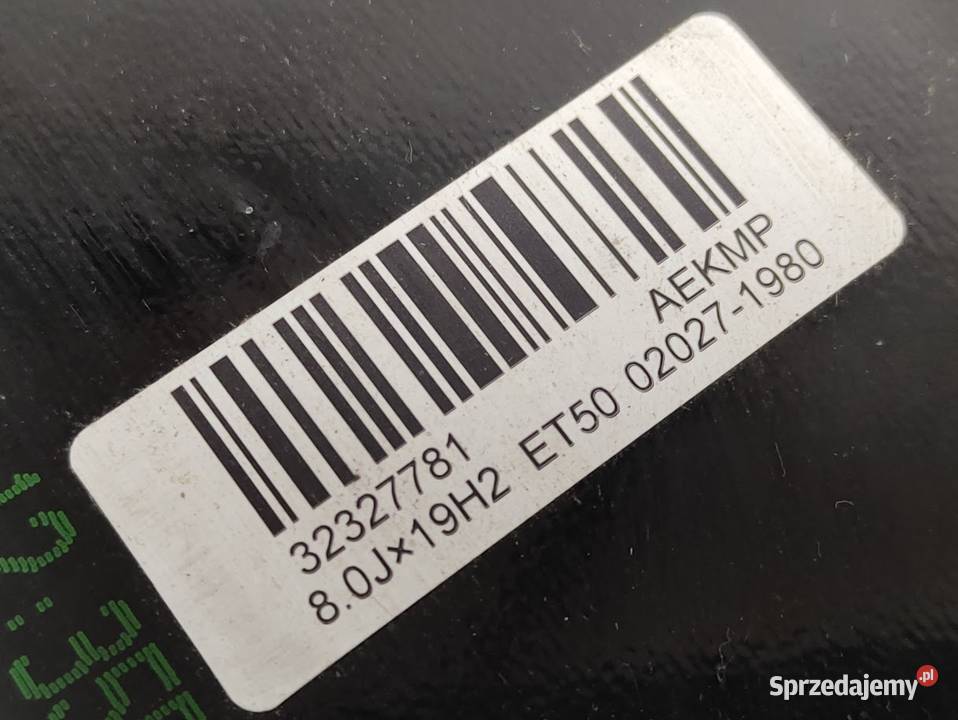 AEKMP
32327781
8.0J×19H2 ET50 02027-1980
Sprzedajemy.pl